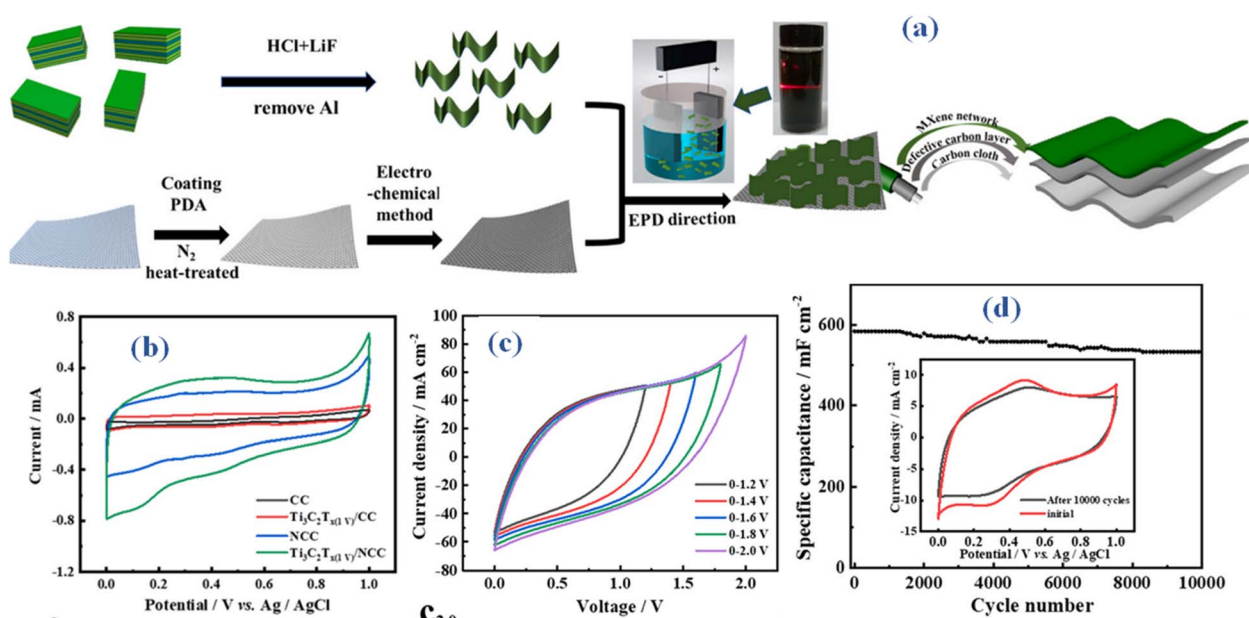 (a)
HCl+LiF
remove Al
- +
MXene network
Defective carbon layer
Carbon cloth
Coating
PDA
N2
heat-treated
Electro
-chemical
method
EPD direction
(b)
Current / mA
0.8
0.4
0.0
-0.4
-0.8
-1.2
CC
Ti3C2Tx(1 V)/CC
NCC
Ti3C2Tx(1 V)/NCC
0.0 0.2 0.4 0.6 0.8 1.0
Potential / V vs. Ag / AgCl
(c)
Current density / mA cm-2
100
80
60
40
20
0
-20
-40
-60
-80
0-1.2 V
0-1.4 V
0-1.6 V
0-1.8 V
0-2.0 V
0.0 0.5 1.0 1.5 2.0
Voltage / V
(d)
Specific capacitance / mF cm-2
600
500
400
300
200
0
Current density / mA cm-2
10
5
0
-5
-10
-15
After 10000 cycles
initial
0.0 0.2 0.4 0.6 0.8 1.0
Potential / V vs. Ag / AgCl
0 2000 4000 6000 8000 10000
Cycle number